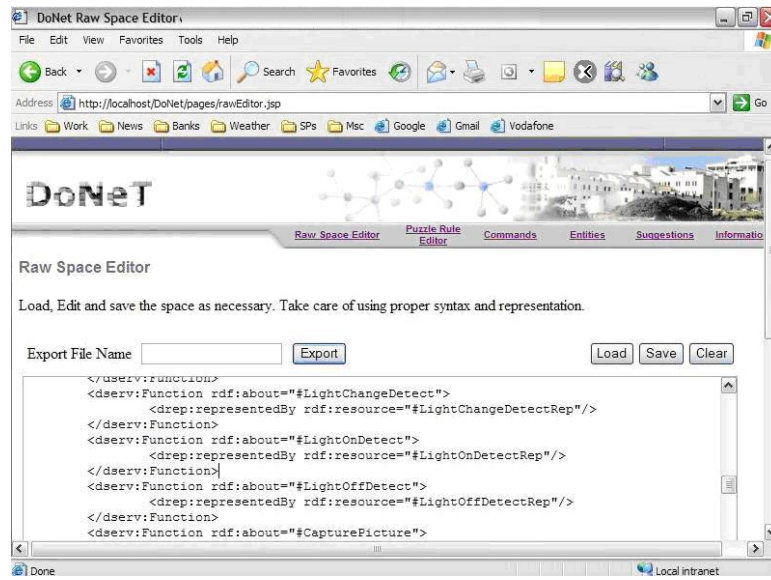 DoNet Raw Space Editor
File Edit View Favorites Tools Help
Back Search Favorites
Address http://localhost/DoNet/pages/rawEditor.jsp Go
Links Work News Banks Weather SPs Msc Google Gmail Vodafone
DoNeT
Raw Space Editor Puzzle Rule Editor Commands Entities Suggestions Informatio
Raw Space Editor
Load, Edit and save the space as necessary. Take care of using proper syntax and representation.
Export File Name Export Load Save Clear
</dserv:Function>
<dserv:Function rdf:about="#LightChangeDetect">
<drep:representedBy rdf:resource="#LightChangeDetectRep"/>
</dserv:Function>
<dserv:Function rdf:about="#LightOnDetect">
<drep:representedBy rdf:resource="#LightOnDetectRep"/>
</dserv:Function>
<dserv:Function rdf:about="#LightOffDetect">
<drep:representedBy rdf:resource="#LightOffDetectRep"/>
</dserv:Function>
<dserv:Function rdf:about="#CapturePicture">
Done Local intranet